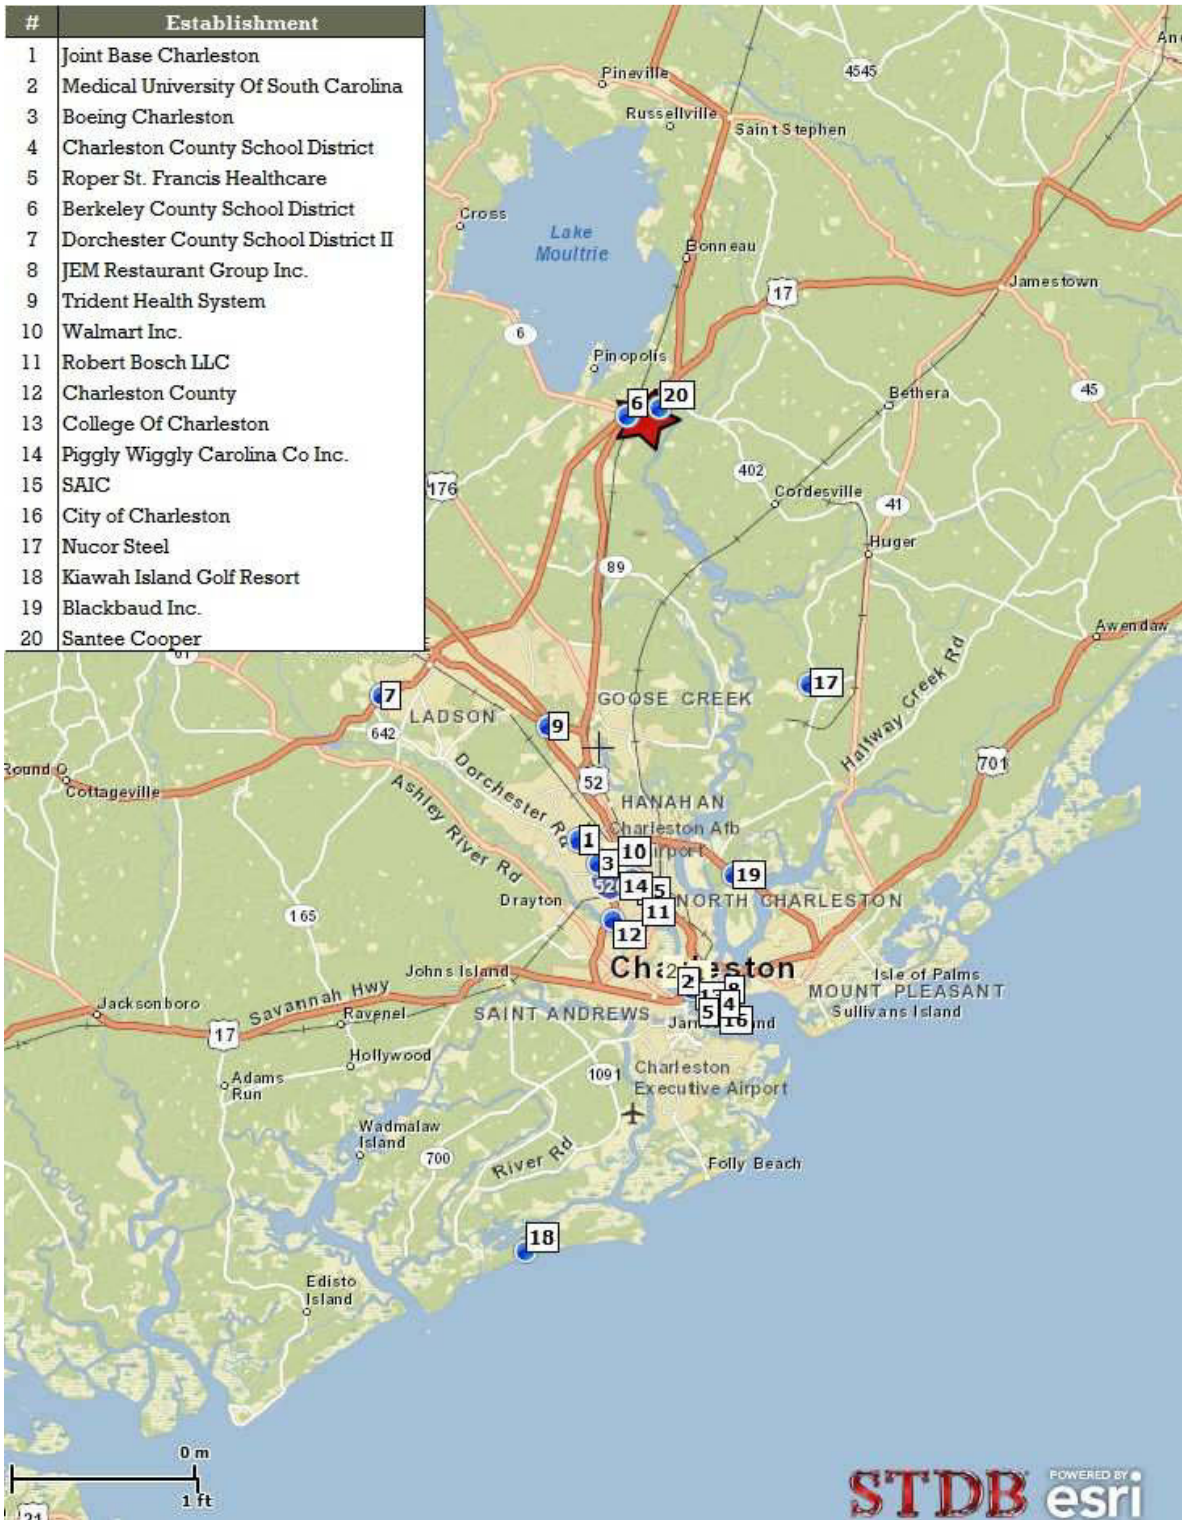 # Establishment
1 Joint Base Charleston
2 Medical University Of South Carolina
3 Boeing Charleston
4 Charleston County School District
5 Roper St. Francis Healthcare
6 Berkeley County School District
7 Dorchester County School District II
8 JEM Restaurant Group Inc.
9 Trident Health System
10 Walmart Inc.
11 Robert Bosch LLC
12 Charleston County
13 College Of Charleston
14 Piggly Wiggly Carolina Co Inc.
15 SAIC
16 City of Charleston
17 Nucor Steel
18 Kiawah Island Golf Resort
19 Blackbaud Inc.
20 Santee Cooper
Pineville
4545
Russellville
Saint Stephen
Cross
Lake
Moultrie
Bonneau
17
Jamestown
6
Pinopolis
6
20
Bethera
45
176
402
Cordesville
41
Huger
89
Awendaw
7
LADSON
642
9
GOOSE CREEK
17
Halfway Creek Rd
701
Cottageville
Dorchester Rd
Ashley River Rd
52
HANAHAN
Charleston Afb
1
3
10
19
52
14
5
NORTH CHARLESTON
Drayton
11
12
165
Johns Island
2
8
4
5
16
Isle of Palms
MOUNT PLEASANT
Sullivans Island
Jacksonboro
Savannah Hwy
17
Ravenel
SAINT ANDREWS
Hollywood
Adams
Run
1091
Charleston
Executive Airport
Wadmalaw
Island
700
River Rd
Folly Beach
18
Edisto
Island
0 m
1 ft
21
STDB
POWERED BY
esri